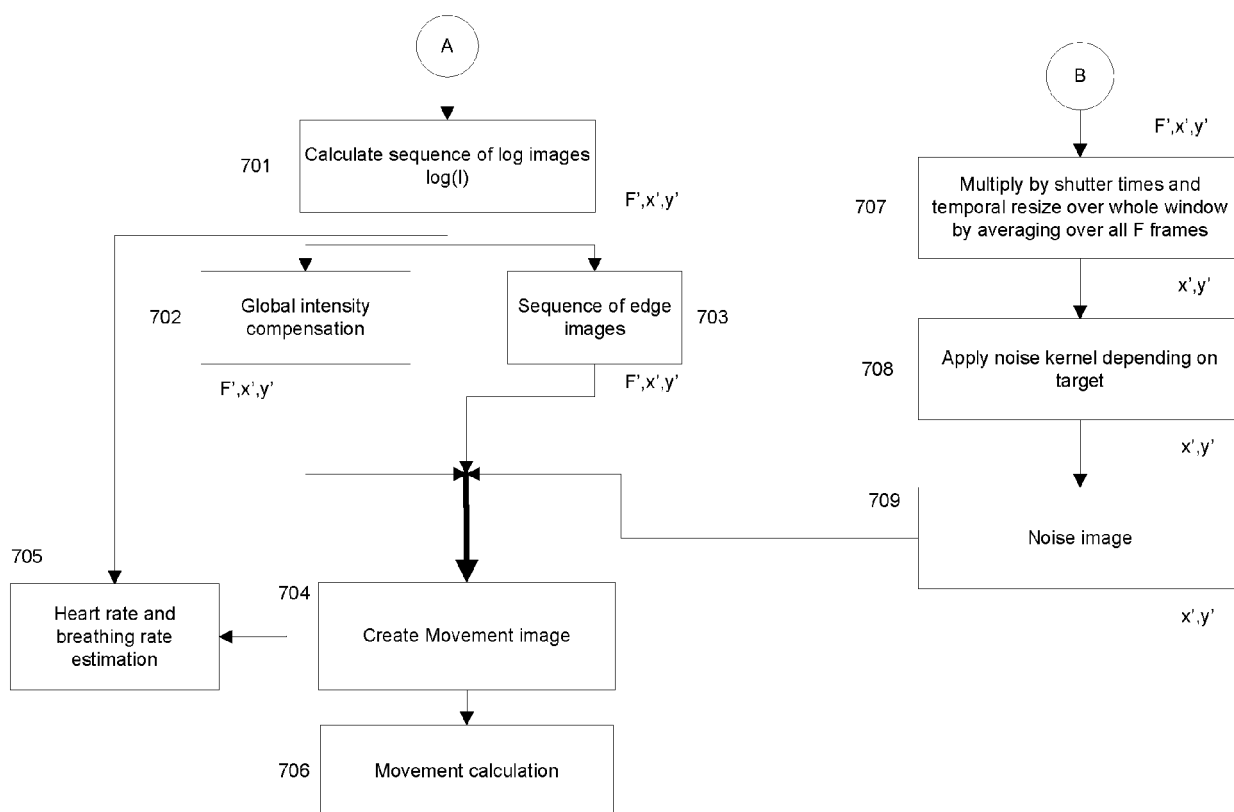 A
701
Calculate sequence of log images
log(I)
F',x',y'
702
Global intensity
compensation
F',x',y'
Sequence of edge
images
703
F',x',y'
705
Heart rate and
breathing rate
estimation
704
Create Movement image
706
Movement calculation
B
F',x',y'
707
Multiply by shutter times and
temporal resize over whole window
by averaging over all F frames
x',y'
708
Apply noise kernel depending on
target
x',y'
709
Noise image
x',y'